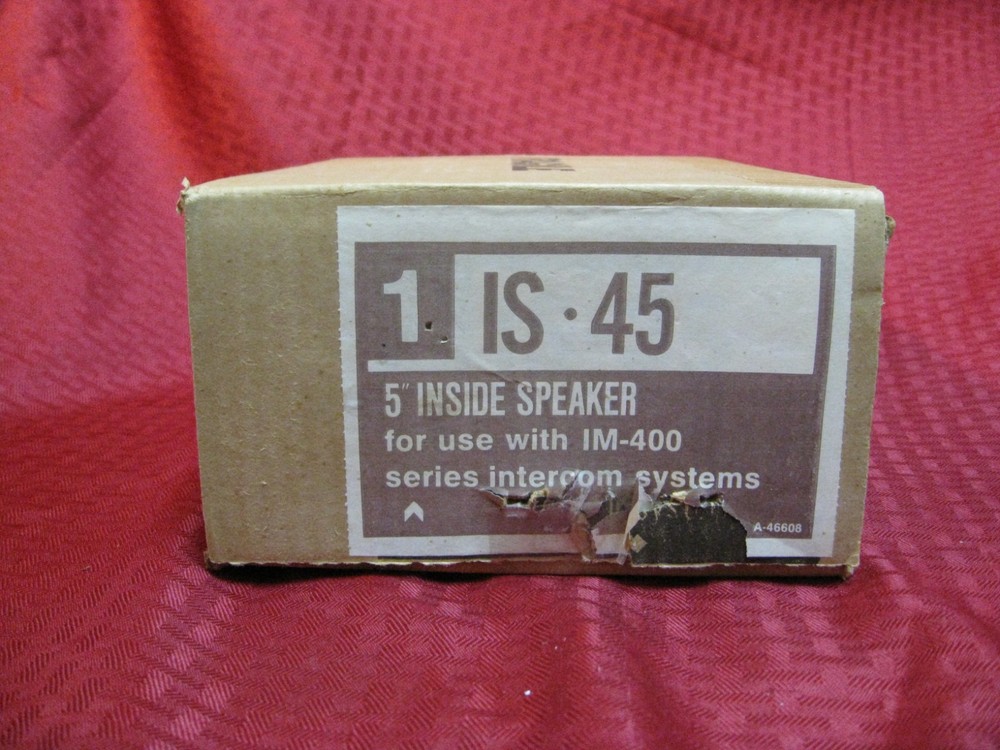 1 IS · 45
5" INSIDE SPEAKER
for use with IM-400
series intercom systems
A-46608